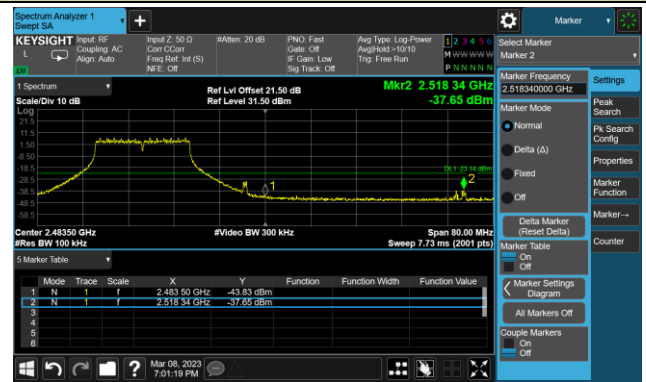 Spectrum Analyzer 1
Swept SA
Marker
KEYSIGHT
Input: RF
Coupling: AC
Align: Auto
Input Z: 50 Ω
Corr CCorr
Freq Ref: Int (S)
NFE: Off
#Atten: 20 dB
PNO: Fast
Gate: Off
IF Gain: Low
Sig Track: Off
Avg Type: Log-Power
Avg|Hold:>10/10
Trig: Free Run
1 2 3 4 5 6
M W W W W W
P N N N N N
L
Select Marker
Marker 2
1 Spectrum
Scale/Div 10 dB
Log
Ref Lvl Offset 21.50 dB
Ref Level 31.50 dBm
Mkr2 2.518 34 GHz
-37.65 dBm
21.5
11.5
1.50
-8.50
-18.5
-28.5
-38.5
-48.5
-58.5
DL1 -23.14 dBm
1
2
Center 2.48350 GHz
#Res BW 100 kHz
#Video BW 300 kHz
Span 80.00 MHz
Sweep 7.73 ms (2001 pts)
5 Marker Table
Mode Trace Scale X Y Function Function Width Function Value
1 N 1 f 2.483 50 GHz -43.83 dBm
2 N 1 f 2.518 34 GHz -37.65 dBm
3
4
5
6
Marker Frequency
2.518340000 GHz
Marker Mode
Normal
Delta (Δ)
Fixed
Off
Delta Marker
(Reset Delta)
Marker Table
On
Off
Marker Settings
Diagram
All Markers Off
Couple Markers
On
Off
Settings
Peak
Search
Pk Search
Config
Properties
Marker
Function
Marker→
Counter
?
Mar 08, 2023
7:01:19 PM